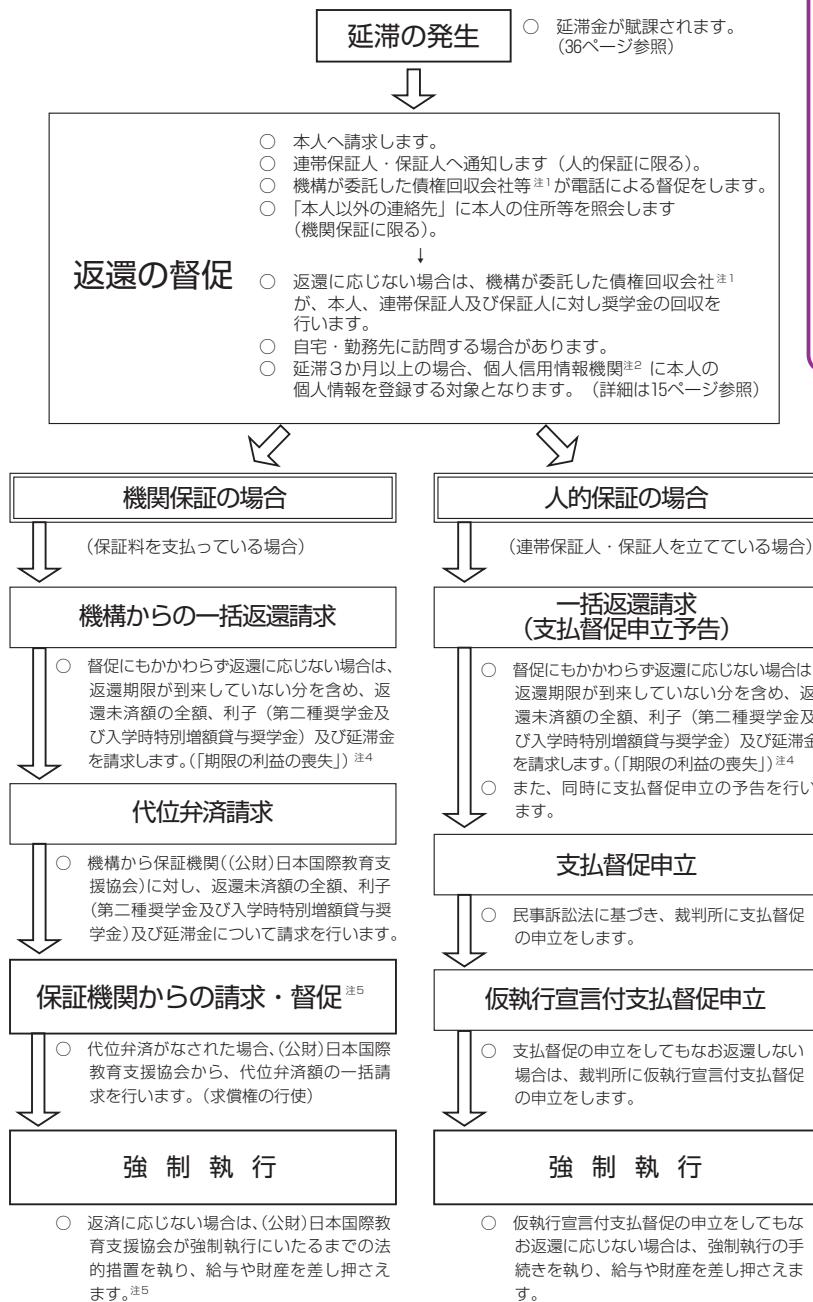 延滞の発生
○ 延滞金が賦課されます。
(36ページ参照)
返還の督促
○ 本人へ請求します。
○ 連帯保証人・保証人へ通知します（人的保証に限る）。
○ 機構が委託した債権回収会社等注1が電話による督促をします。
○ 「本人以外の連絡先」に本人の住所等を照会します
（機関保証に限る）。
↓
○ 返還に応じない場合は、機構が委託した債権回収会社注1
が、本人、連帯保証人及び保証人に対し奨学金の回収を
行います。
○ 自宅・勤務先に訪問する場合があります。
○ 延滞３か月以上の場合、個人信用情報機関注2 に本人の
個人情報を登録する対象となります。（詳細は15ページ参照）
機関保証の場合
（保証料を支払っている場合）
機構からの一括返還請求
○ 督促にもかかわらず返還に応じない場合は、
返還期限が到来していない分を含め、返
還未済額の全額、利子（第二種奨学金及
び入学時特別増額貸与奨学金）及び延滞金
を請求します。（「期限の利益の喪失」）注4
代位弁済請求
○ 機構から保証機関（(公財)日本国際教育支
援協会）に対し、返還未済額の全額、利子
（第二種奨学金及び入学時特別増額貸与奨
学金）及び延滞金について請求を行います。
保証機関からの請求・督促注5
○ 代位弁済がなされた場合、(公財)日本国際
教育支援協会から、代位弁済額の一括請
求を行います。（求償権の行使）
強制執行
○ 返済に応じない場合は、(公財)日本国際教
育支援協会が強制執行にいたるまでの法
的措置を執り、給与や財産を差し押さえ
ます。注5
人的保証の場合
（連帯保証人・保証人を立てている場合）
一括返還請求
（支払督促申立予告）
○ 督促にもかかわらず返還に応じない場合は
返還期限が到来していない分を含め、返
還未済額の全額、利子（第二種奨学金及
び入学時特別増額貸与奨学金）及び延滞金
を請求します。（「期限の利益の喪失」）注4
○ また、同時に支払督促申立の予告を行い
ます。
支払督促申立
○ 民事訴訟法に基づき、裁判所に支払督促
の申立をします。
仮執行宣言付支払督促申立
○ 支払督促の申立をしてもなお返還しない
場合は、裁判所に仮執行宣言付支払督促
の申立をします。
強制執行
○ 仮執行宣言付支払督促の申立をしてもな
お返還に応じない場合は、強制執行の手
続きを執り、給与や財産を差し押さえま
す。